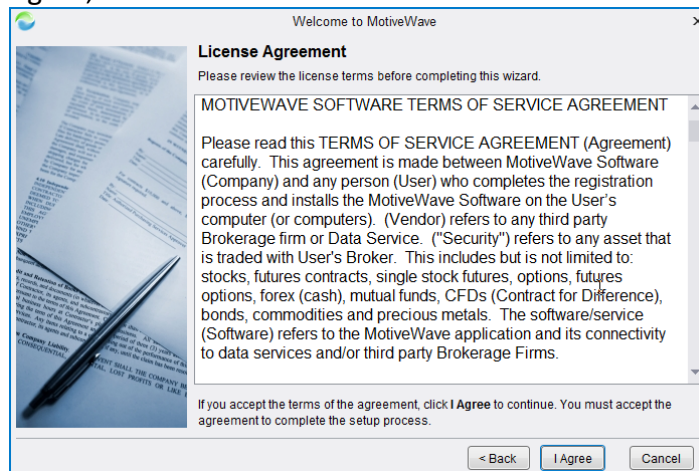 Welcome to MotiveWave
License Agreement
Please review the license terms before completing this wizard.
MOTIVEWAVE SOFTWARE TERMS OF SERVICE AGREEMENT
Please read this TERMS OF SERVICE AGREEMENT (Agreement)
carefully. This agreement is made between MotiveWave Software
(Company) and any person (User) who completes the registration
process and installs the MotiveWave Software on the User's
computer (or computers). (Vendor) refers to any third party
Brokerage firm or Data Service. ("Security") refers to any asset that
is traded with User's Broker. This includes but is not limited to:
stocks, futures contracts, single stock futures, options, futures
options, forex (cash), mutual funds, CFDs (Contract for Difference),
bonds, commodities and precious metals. The software/service
(Software) refers to the MotiveWave application and its connectivity
to data services and/or third party Brokerage Firms.
If you accept the terms of the agreement, click I Agree to continue. You must accept the
agreement to complete the setup process.
< Back I Agree Cancel